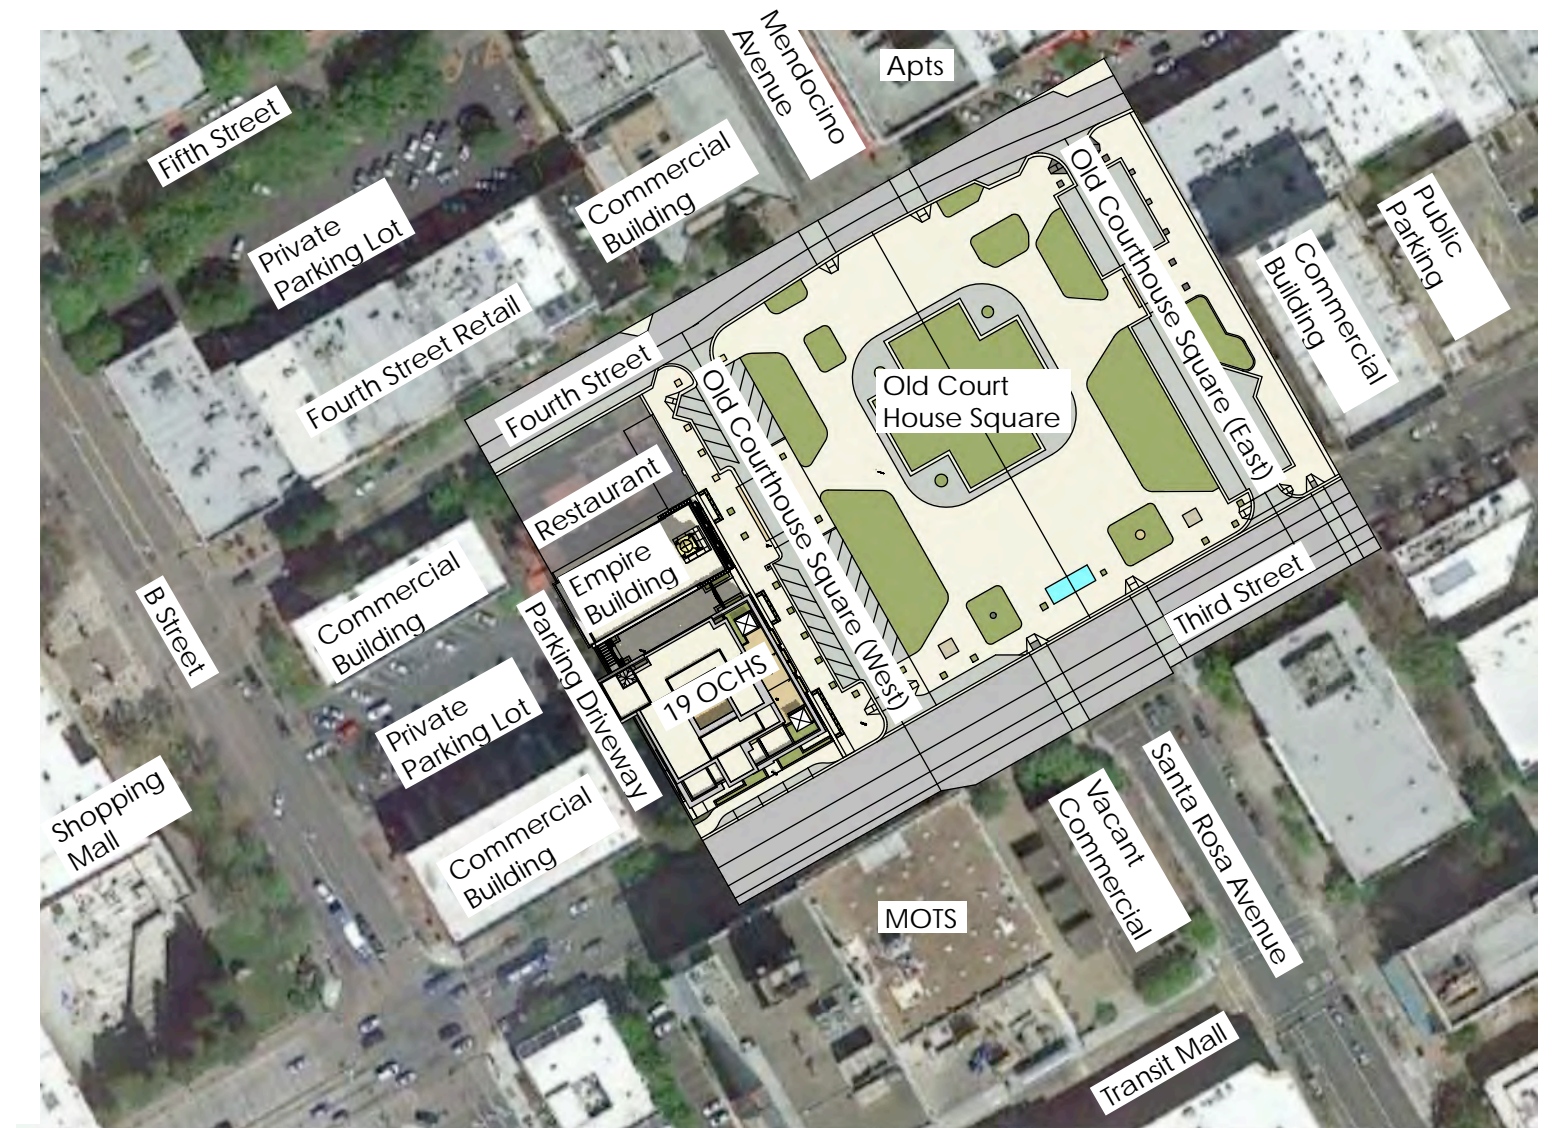 Mendocino
Avenue
Apts
Fifth Street
Commercial
Building
Private
Parking Lot
Old Courthouse Square (East)
Public
Parking
Commercial
Building
Fourth Street Retail
Fourth Street
Old Courthouse Square (West)
Old Court
House Square
Restaurant
Empire
Building
Commercial
Building
B Street
Parking Driveway
19 OCHS
Third Street
Private
Parking Lot
Shopping
Mall
Commercial
Building
Vacant
Commercial
Santa Rosa Avenue
MOTS
Transit Mall